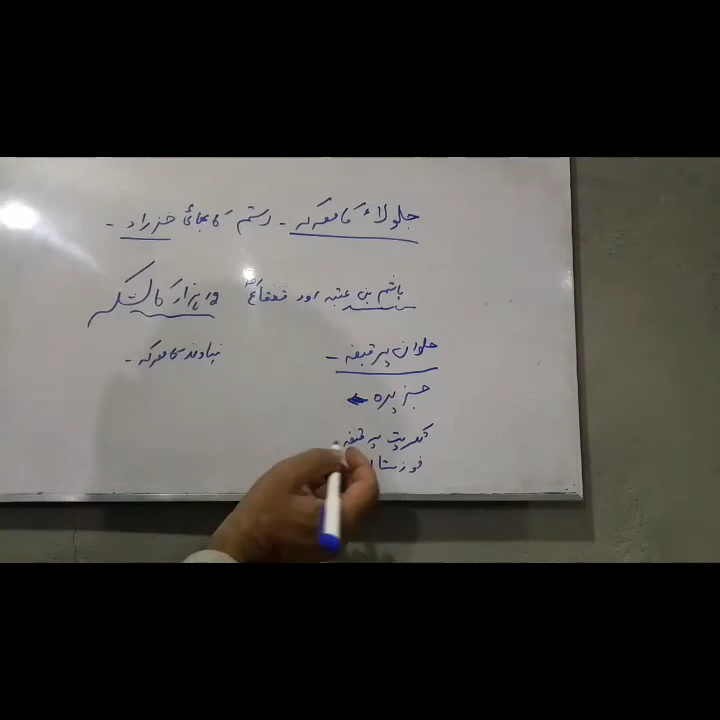 جلولاء کا معرکہ - رستم کا بھائی خرزاد -
ہاشم بن عتبہ اور قعقاع 12 ہزار کا لشکر
حلوان پر قبضہ -
نہاوند کا معرکہ -
جزیرہ
تکریت پر قبضہ